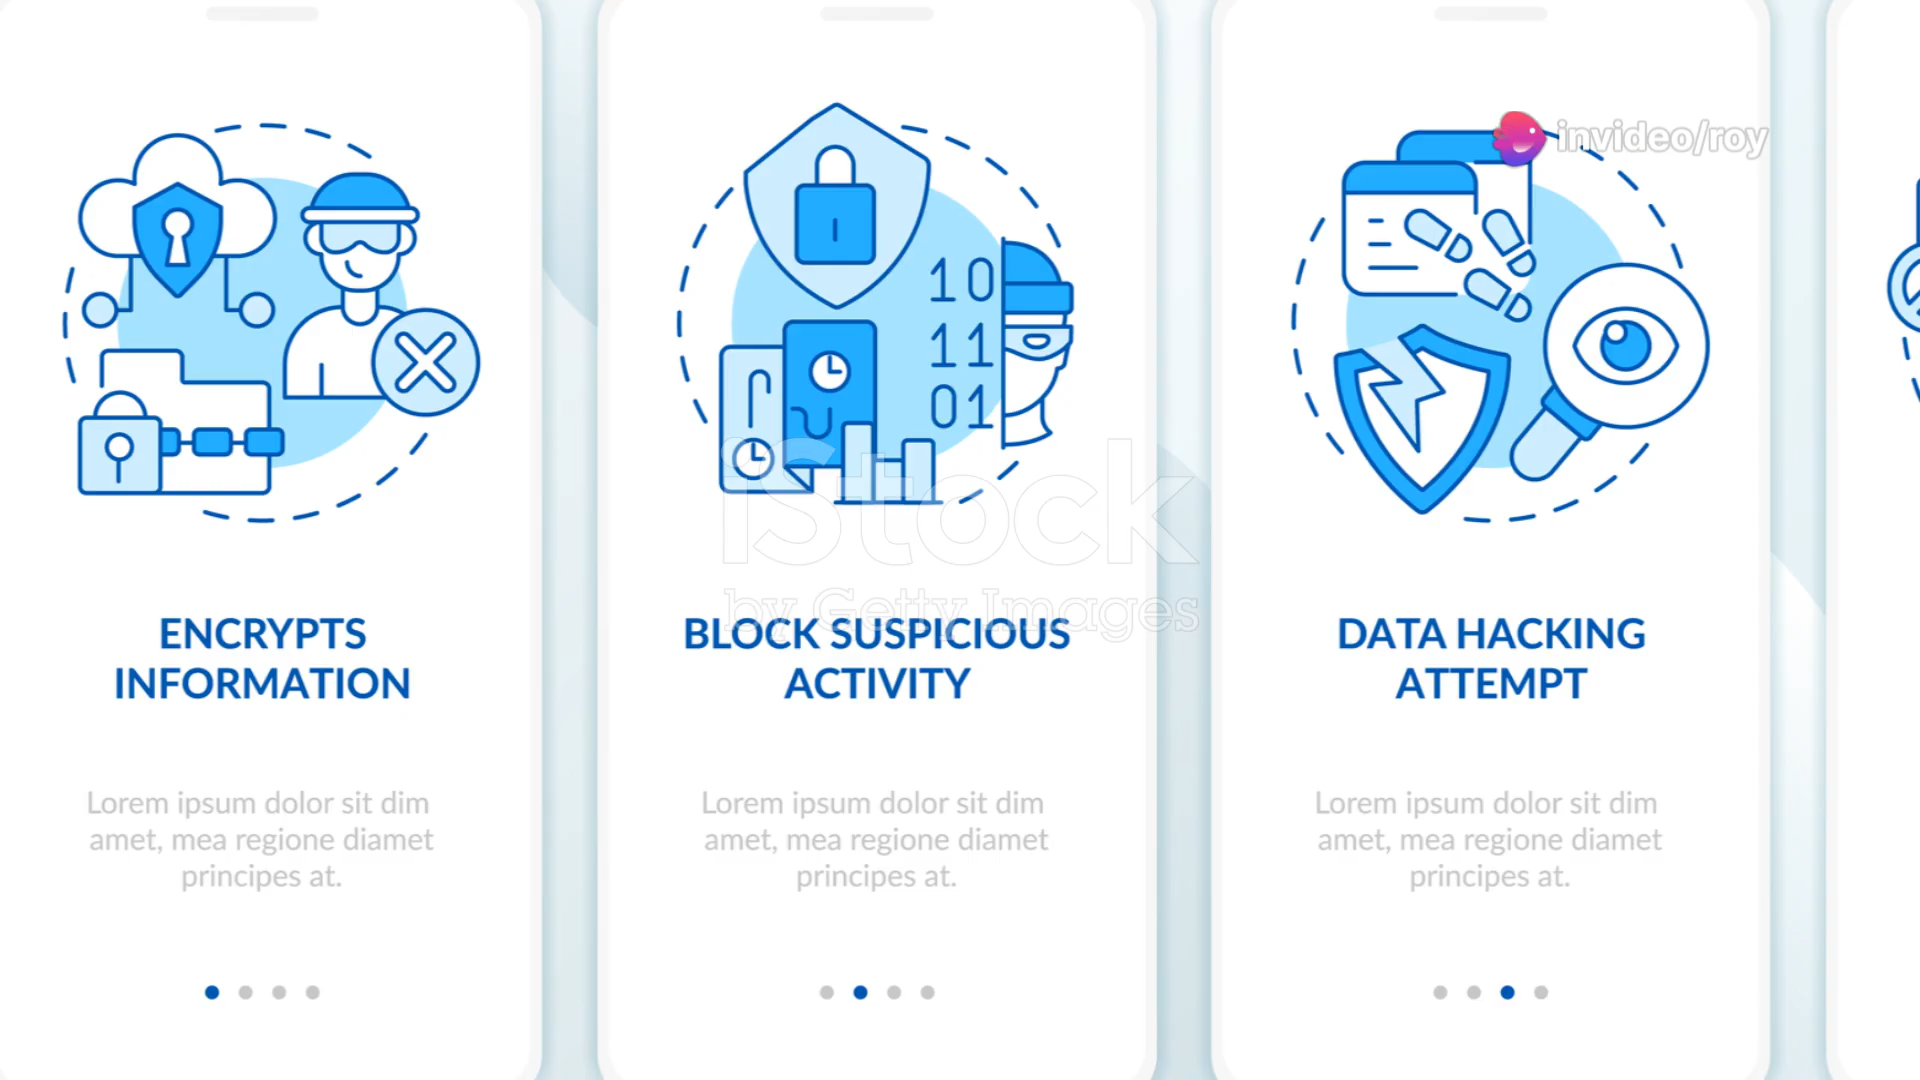 invideo/roy
10
11
01
iStock
by Getty Images
ENCRYPTS
INFORMATION
BLOCK SUSPICIOUS
ACTIVITY
DATA HACKING
ATTEMPT
Lorem ipsum dolor sit dim
amet, mea regione diamet
principes at.
Lorem ipsum dolor sit dim
amet, mea regione diamet
principes at.
Lorem ipsum dolor sit dim
amet, mea regione diamet
principes at.